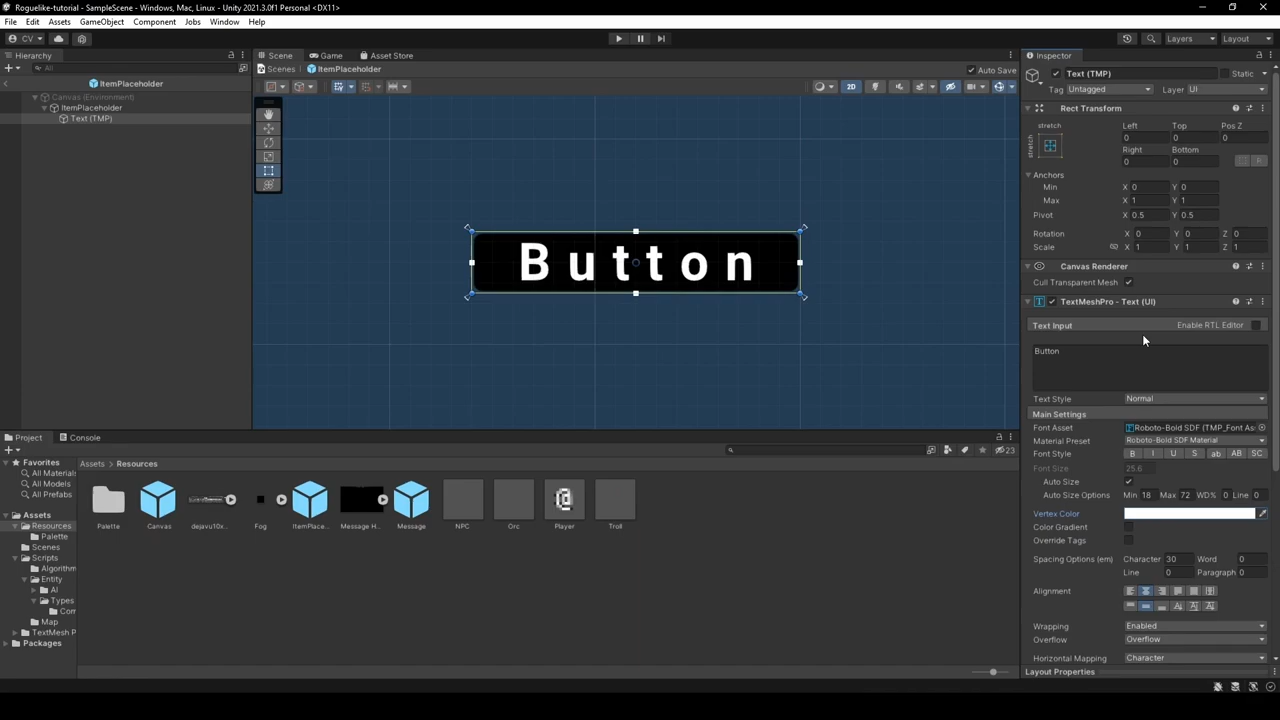 Roguelike-tutorial - SampleScene - Windows, Mac, Linux - Unity 2021.3.0f1 Personal <DX11>
File Edit Assets GameObject Component Jobs Window Help
CV Layers Layout
Hierarchy Scene Game Asset Store Inspector
All Scenes ItemPlaceholder Auto Save
ItemPlaceholder
Canvas (Environment)
ItemPlaceholder
Text (TMP)
2D
Button
Text (TMP) Static
Tag Untagged Layer UI
Rect Transform
stretch Left Top Pos Z
stretch 0 0 0
Right Bottom
0 0
Anchors
Min X 0 Y 0
Max X 1 Y 1
Pivot X 0.5 Y 0.5
Rotation X 0 Y 0 Z 0
Scale X 1 Y 1 Z 1
Canvas Renderer
Cull Transparent Mesh
TextMeshPro - Text (UI)
Text Input Enable RTL Editor
Button
Text Style Normal
Main Settings
Font Asset Roboto-Bold SDF (TMP_Font As
Material Preset Roboto-Bold SDF Material
Font Style B I U S ab AB SC
Font Size 25.6
Auto Size
Auto Size Options Min 18 Max 72 WD% 0 Line 0
Vertex Color
Color Gradient
Override Tags
Spacing Options (em) Character 30 Word 0
Line 0 Paragraph 0
Alignment
Wrapping Enabled
Overflow Overflow
Horizontal Mapping Character
Layout Properties
Project Console
23
Favorites
All Materials
All Models
All Prefabs
Assets
Resources
Palette
Scenes
Scripts
Algorithm
Entity
AI
Types
Com
Map
TextMesh P
Packages
Assets > Resources
@
Palette Canvas dejavu10x... Fog ItemPlace... Message H... Message NPC Orc Player Troll